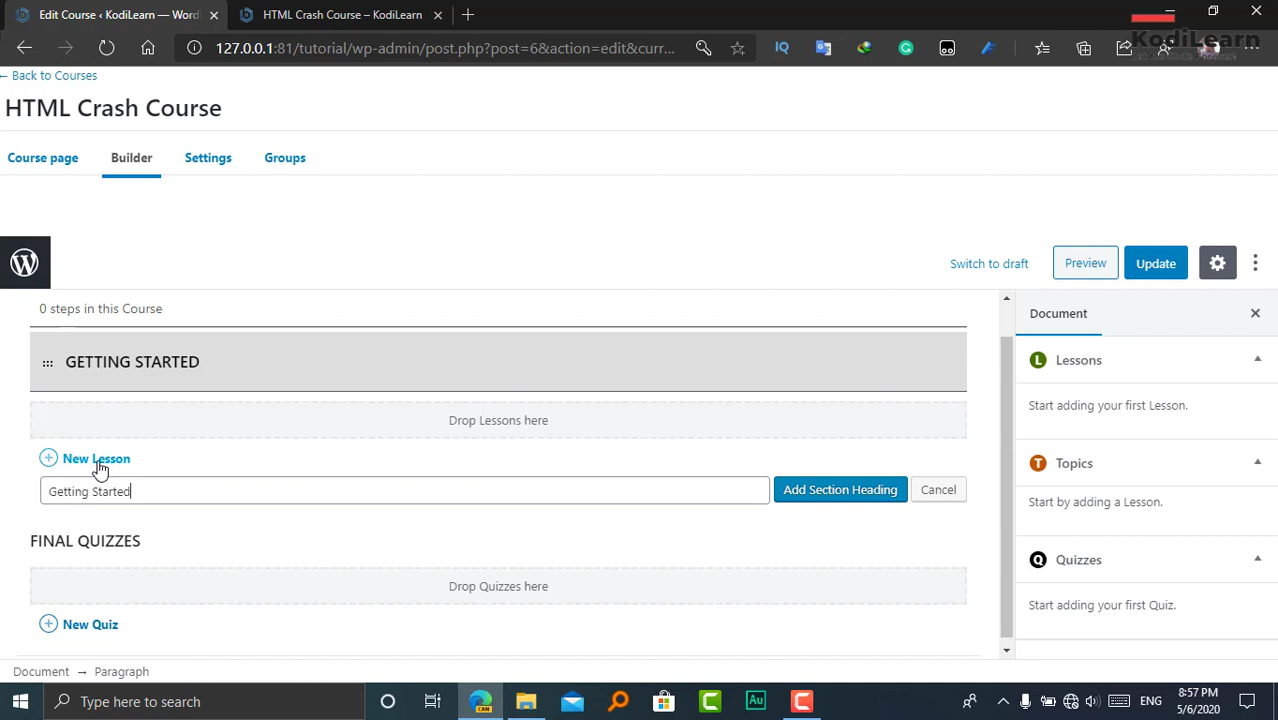 Edit Course ‹ KodiLearn — Word
HTML Crash Course – KodiLearn
127.0.0.1:81/tutorial/wp-admin/post.php?post=6&action=edit&curr...
IQ
KodiLearn
← Back to Courses
HTML Crash Course
Course page
Builder
Settings
Groups
Switch to draft
Preview
Update
0 steps in this Course
Document
GETTING STARTED
L Lessons
Drop Lessons here
Start adding your first Lesson.
New Lesson
T Topics
Getting Started
Add Section Heading
Cancel
Start by adding a Lesson.
FINAL QUIZZES
Q Quizzes
Drop Quizzes here
Start adding your first Quiz.
New Quiz
Document → Paragraph
Type here to search
CAN
Au
ENG
8:57 PM
5/6/2020